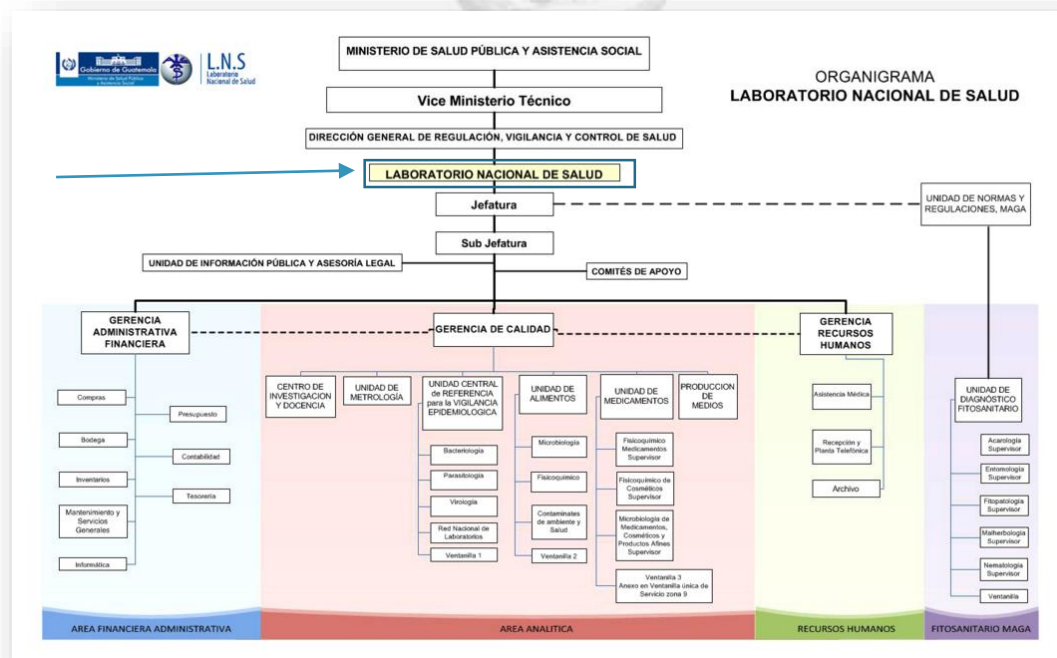 Gobierno de Guatemala
Ministerio de Salud Pública
y Asistencia Social
L.N.S
Laboratorio
Nacional de Salud
MINISTERIO DE SALUD PÚBLICA Y ASISTENCIA SOCIAL
ORGANIGRAMA
LABORATORIO NACIONAL DE SALUD
Vice Ministerio Técnico
DIRECCIÓN GENERAL DE REGULACIÓN, VIGILANCIA Y CONTROL DE SALUD
LABORATORIO NACIONAL DE SALUD
Jefatura
UNIDAD DE NORMAS Y
REGULACIONES, MAGA
Sub Jefatura
UNIDAD DE INFORMACIÓN PÚBLICA Y ASESORÍA LEGAL
COMITÉS DE APOYO
GERENCIA
ADMINISTRATIVA
FINANCIERA
GERENCIA DE CALIDAD
GERENCIA
RECURSOS
HUMANOS
Compras
Presupuesto
Bodega
Contabilidad
Inventarios
Tesorería
Mantenimiento y
Servicios
Generales
Informática
CENTRO DE
INVESTIGACION
Y DOCENCIA
UNIDAD DE
METROLOGÍA
UNIDAD CENTRAL
de REFERENCIA
para la VIGILANCIA
EPIDEMIOLOGICA
Bacteriología
Parasitología
Virología
Red Nacional de
Laboratorios
Ventanilla 1
UNIDAD DE
ALIMENTOS
Microbiología
Fisicoquímico
Contaminates
de ambiente y
Salud
Ventanilla 2
UNIDAD DE
MEDICAMENTOS
Fisicoquímico
Medicamentos
Supervisor
Fisicoquímico de
Cosméticos
Supervisor
Microbiología de
Medicamentos,
Cosméticos y
Productos Afines
Supervisor
Ventanilla 3
Anexo en Ventanilla única de
Servicio zona 9
PRODUCCION
DE
MEDIOS
Asistencia Médica
Recepción y
Planta Telefónica
Archivo
UNIDAD DE
DIAGNÓSTICO
FITOSANITARIO
Acarología
Supervisor
Entomología
Supervisor
Fitopatología
Supervisor
Malherbología
Supervisor
Nematología
Supervisor
Ventanilla
AREA FINANCIERA ADMINISTRATIVA
AREA ANALITICA
RECURSOS HUMANOS
FITOSANITARIO MAGA